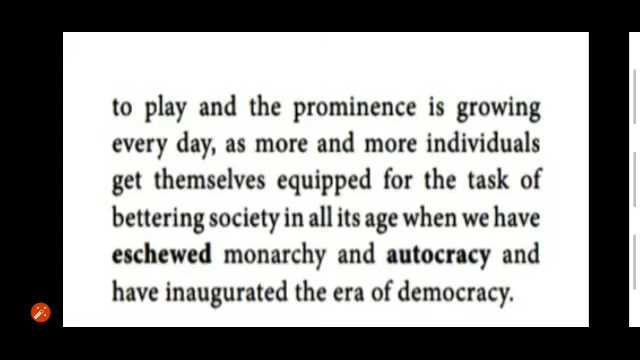 to play and the prominence is growing
every day, as more and more individuals
get themselves equipped for the task of
bettering society in all its age when we have
eschewed monarchy and autocracy and
have inaugurated the era of democracy.